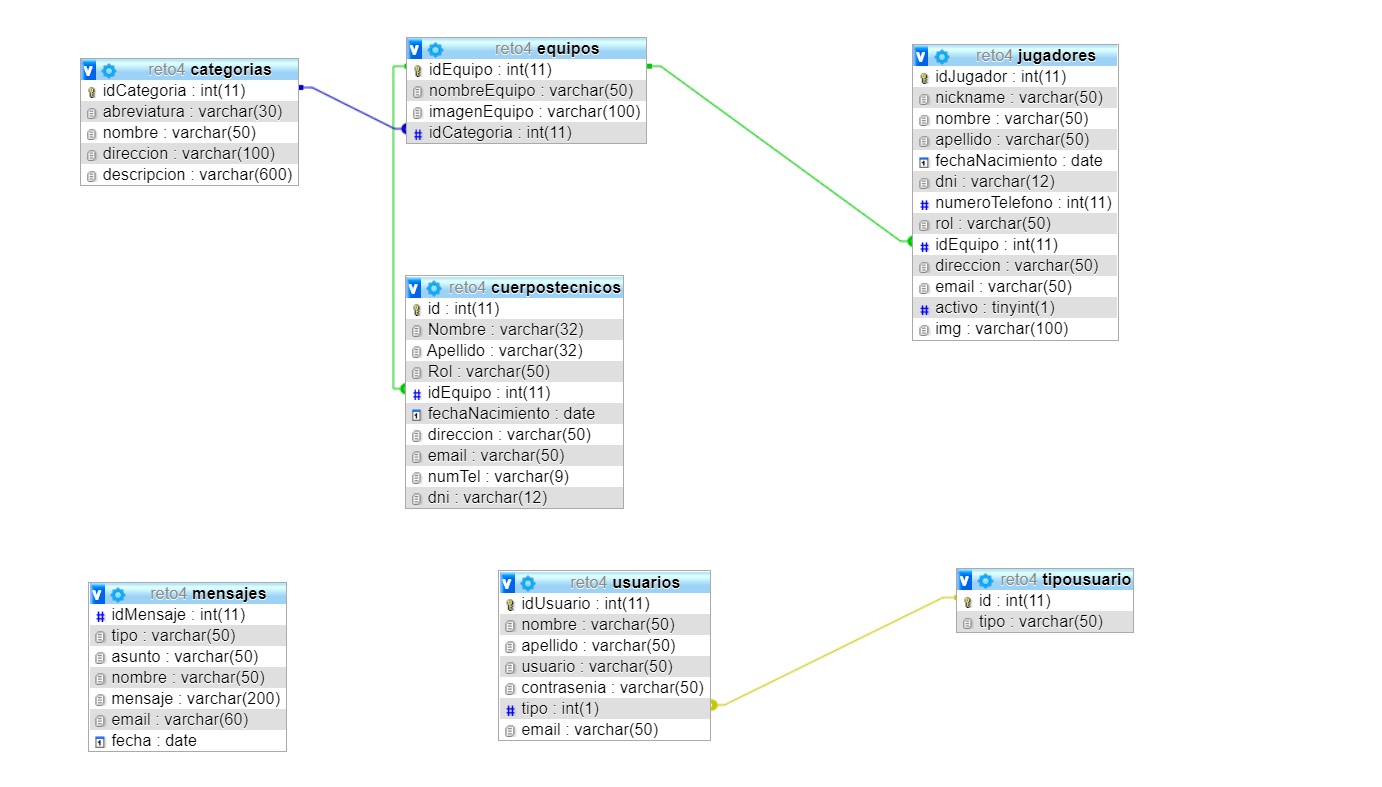 reto4 categorias
idCategoria : int(11)
abreviatura : varchar(30)
nombre : varchar(50)
direccion : varchar(100)
descripcion : varchar(600)
reto4 equipos
idEquipo : int(11)
nombreEquipo : varchar(50)
imagenEquipo : varchar(100)
# idCategoria : int(11)
reto4 jugadores
idJugador : int(11)
nickname : varchar(50)
nombre : varchar(50)
apellido : varchar(50)
fechaNacimiento : date
dni : varchar(12)
# numeroTelefono : int(11)
rol : varchar(50)
# idEquipo : int(11)
direccion : varchar(50)
email : varchar(50)
# activo : tinyint(1)
img : varchar(100)
reto4 cuerpostecnicos
id : int(11)
Nombre : varchar(32)
Apellido : varchar(32)
Rol : varchar(50)
# idEquipo : int(11)
fechaNacimiento : date
direccion : varchar(50)
email : varchar(50)
numTel : varchar(9)
dni : varchar(12)
reto4 mensajes
# idMensaje : int(11)
tipo : varchar(50)
asunto : varchar(50)
nombre : varchar(50)
mensaje : varchar(200)
email : varchar(60)
fecha : date
reto4 usuarios
idUsuario : int(11)
nombre : varchar(50)
apellido : varchar(50)
usuario : varchar(50)
contrasenia : varchar(50)
# tipo : int(1)
email : varchar(50)
reto4 tipousuario
id : int(11)
tipo : varchar(50)